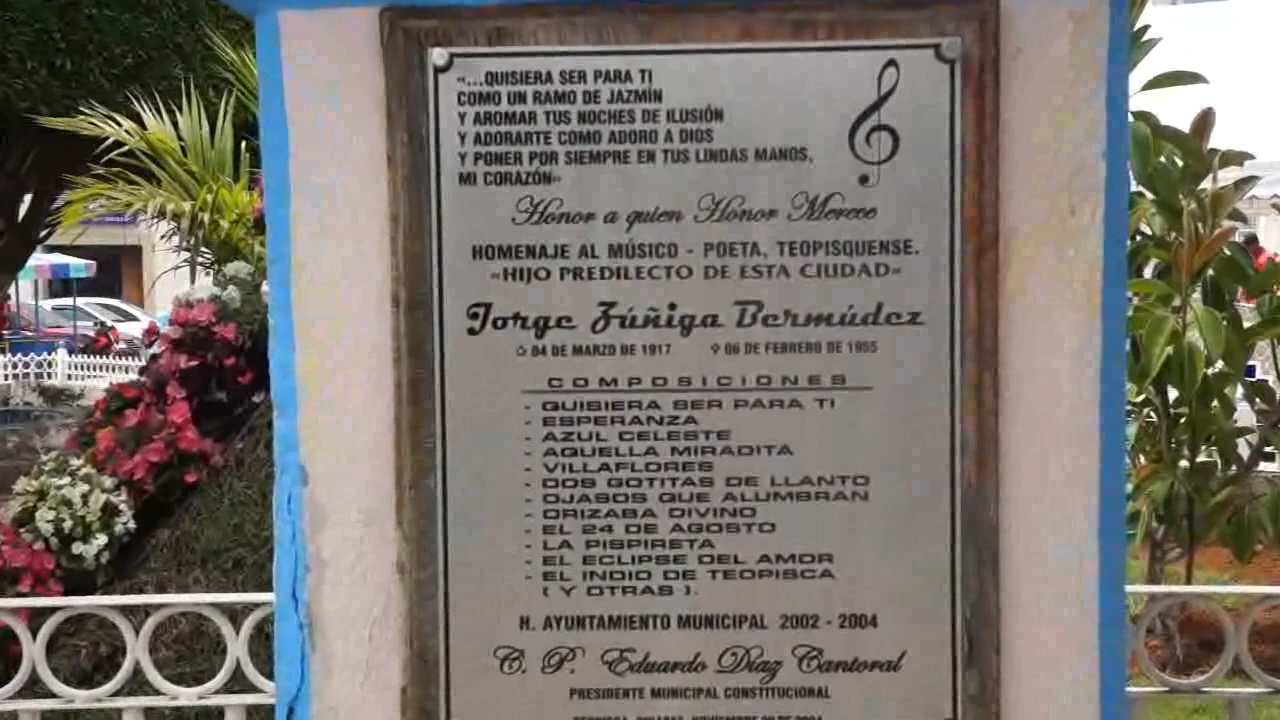 «...QUISIERA SER PARA TI
COMO UN RAMO DE JAZMÍN
Y AROMAR TUS NOCHES DE ILUSIÓN
Y ADORARTE COMO ADORO A DIOS
Y PONER POR SIEMPRE EN TUS LINDAS MANOS,
MI CORAZÓN»
Honor a quien Honor Merece
HOMENAJE AL MÚSICO - POETA, TEOPISQUENSE.
«HIJO PREDILECTO DE ESTA CIUDAD»
Jorge Zúñiga Bermúdez
04 DE MARZO DE 1917 06 DE FEBRERO DE
COMPOSICIONES
- QUISIERA SER PARA TI
- ESPERANZA
- AZUL CELESTE
- AQUELLA MIRADITA
- VILLAFLORES
- DOS GOTITAS DE LLANTO
- OJASOS QUE ALUMBRAN
- ORIZABA DIVINO
- EL 24 DE AGOSTO
- LA PISPIRETA
- EL ECLIPSE DEL AMOR
- EL INDIO DE TEOPISCA
( Y OTRAS ).
H. AYUNTAMIENTO MUNICIPAL 2002 - 2004
C. P. Eduardo Díaz Cantoral
PRESIDENTE MUNICIPAL CONSTITUCIONAL